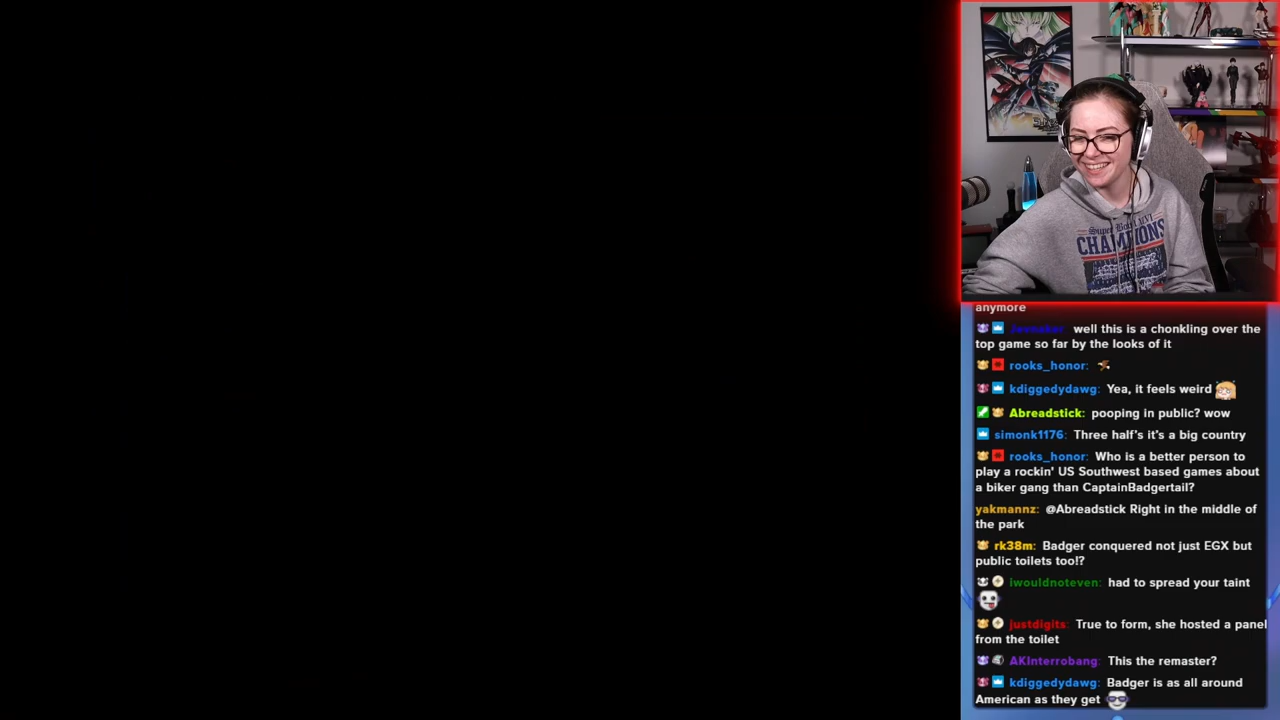 Super Bowl XLVI
CHAMPIONS
anymore
well this is a chonkling over the
top game so far by the looks of it
rooks_honor:
kdiggedydawg: Yea, it feels weird
Abreadstick: pooping in public? wow
simonk1176: Three half's it's a big country
rooks_honor: Who is a better person to
play a rockin' US Southwest based games about
a biker gang than CaptainBadgertail?
yakmannz: @Abreadstick Right in the middle of
the park
rk38m: Badger conquered not just EGX but
public toilets too!?
iwouldnoteven: had to spread your taint
justdigits: True to form, she hosted a panel
from the toilet
AKInterrobang: This the remaster?
kdiggedydawg: Badger is as all around
American as they get